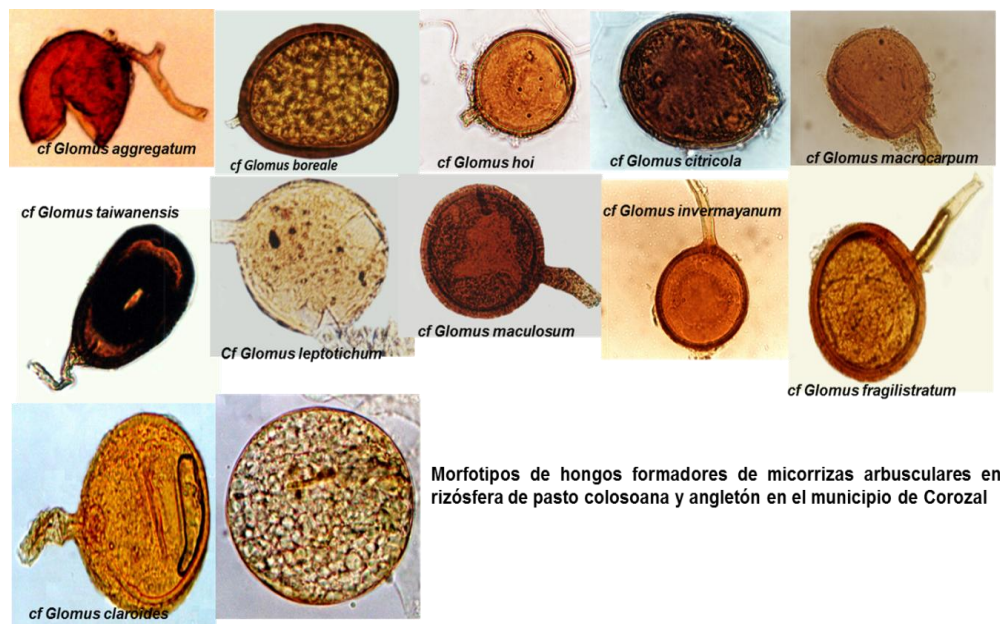 cf Glomus aggregatum
cf Glomus boreale
cf Glomus hoi
cf Glomus citricola
cf Glomus macrocarpum
cf Glomus taiwanensis
Cf Glomus leptotichum
cf Glomus maculosum
cf Glomus invermayanum
cf Glomus fragilistratum
cf Glomus claroides
Morfotipos de hongos formadores de micorrizas arbusculares en
rizósfera de pasto colosoana y angletón en el municipio de Corozal